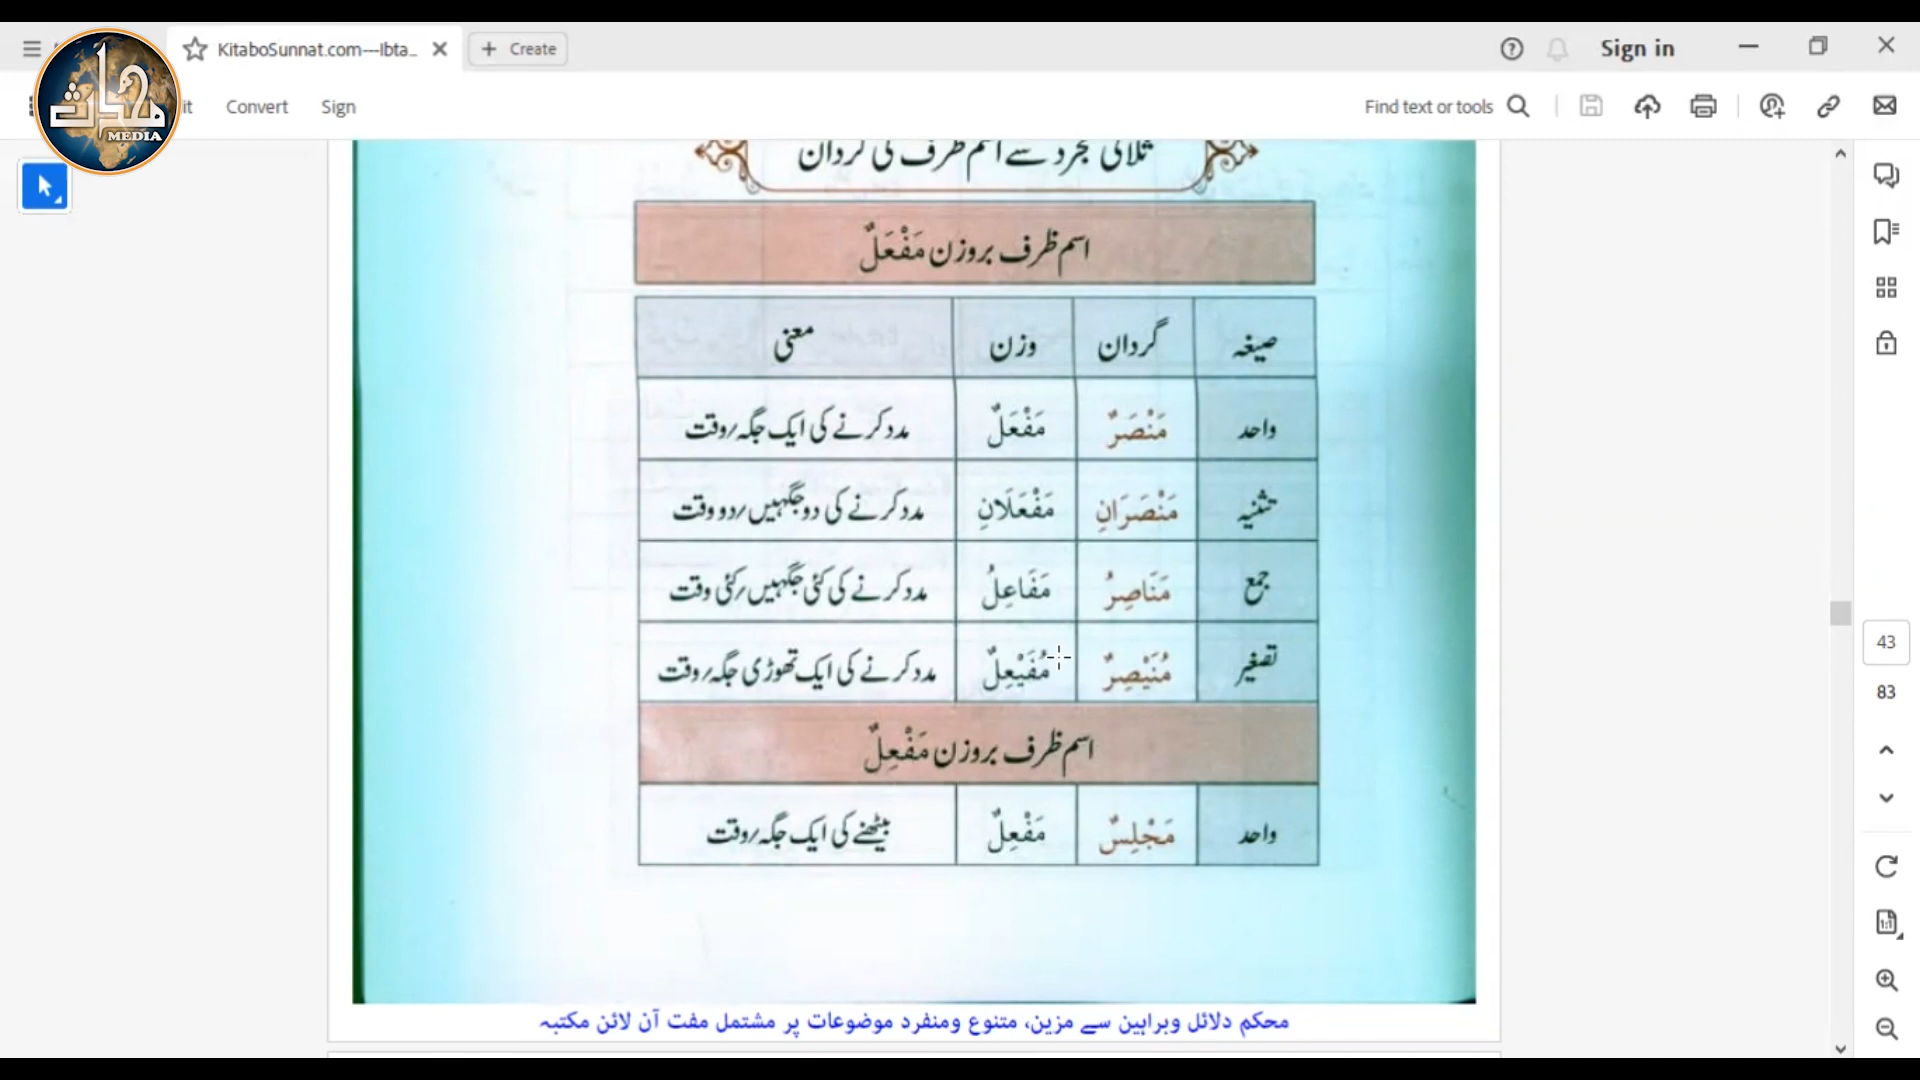 KitaboSunnat.com---Ibta...
Create
Sign in
Convert
Sign
Find text or tools
ھدہد MEDIA
ثلاثی مجرد سے اسم ظرف کی گردان
اسم ظرف بروزن مَفْعَلٌ
صیغہ گردان وزن معنی
واحد مَنْصَرٌ مَفْعَلٌ مدد کرنے کی ایک جگہ/وقت
تثنیہ مَنْصَرَانِ مَفْعَلَانِ مدد کرنے کی دو جگہیں/دو وقت
جمع مَنَاصِرُ مَفَاعِلُ مدد کرنے کی کئی جگہیں/کئی وقت
تصغیر مُنَيْصِرٌ مُفَيْعِلٌ مدد کرنے کی ایک تھوڑی جگہ/وقت
اسم ظرف بروزن مَفْعِلٌ
واحد مَجْلِسٌ مَفْعِلٌ بیٹھنے کی ایک جگہ/وقت
محکم دلائل وبراہین سے مزین، متنوع ومنفرد موضوعات پر مشتمل مفت آن لائن مکتبہ
43
83